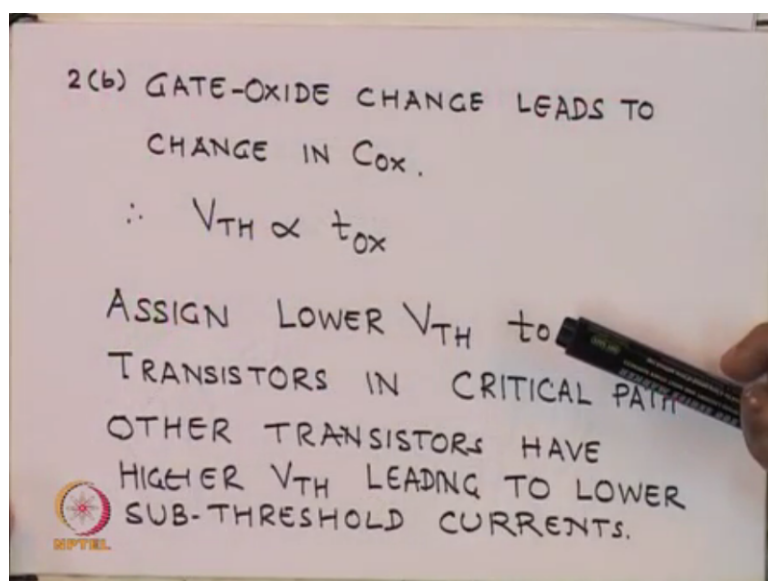 2(b) GATE-OXIDE CHANGE LEADS TO
CHANGE IN COX.
∴ VTH ∝ tox
ASSIGN LOWER VTH to
TRANSISTORS IN CRITICAL PATH
OTHER TRANSISTORS HAVE
HIGHER VTH LEADING TO LOWER
SUB-THRESHOLD CURRENTS.
NPTEL